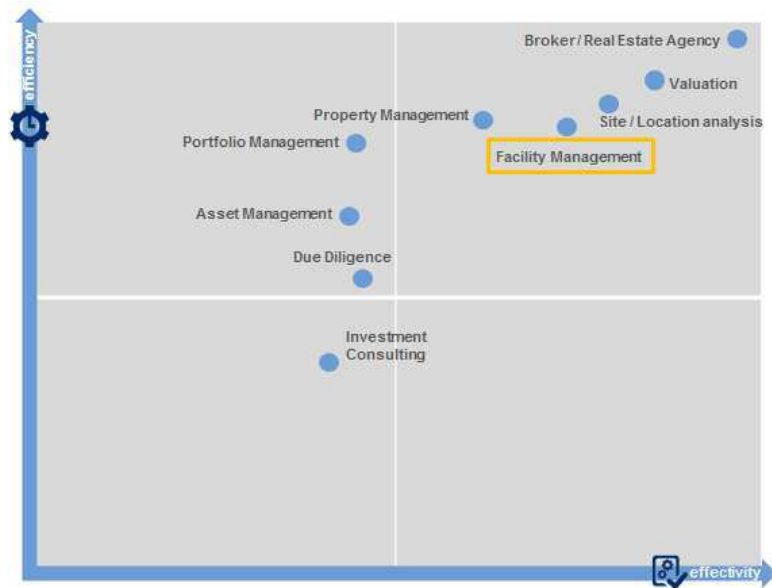 efficiency
Broker / Real Estate Agency
Valuation
Property Management
Site / Location analysis
Portfolio Management
Facility Management
Asset Management
Due Diligence
Investment
Consulting
effectivity